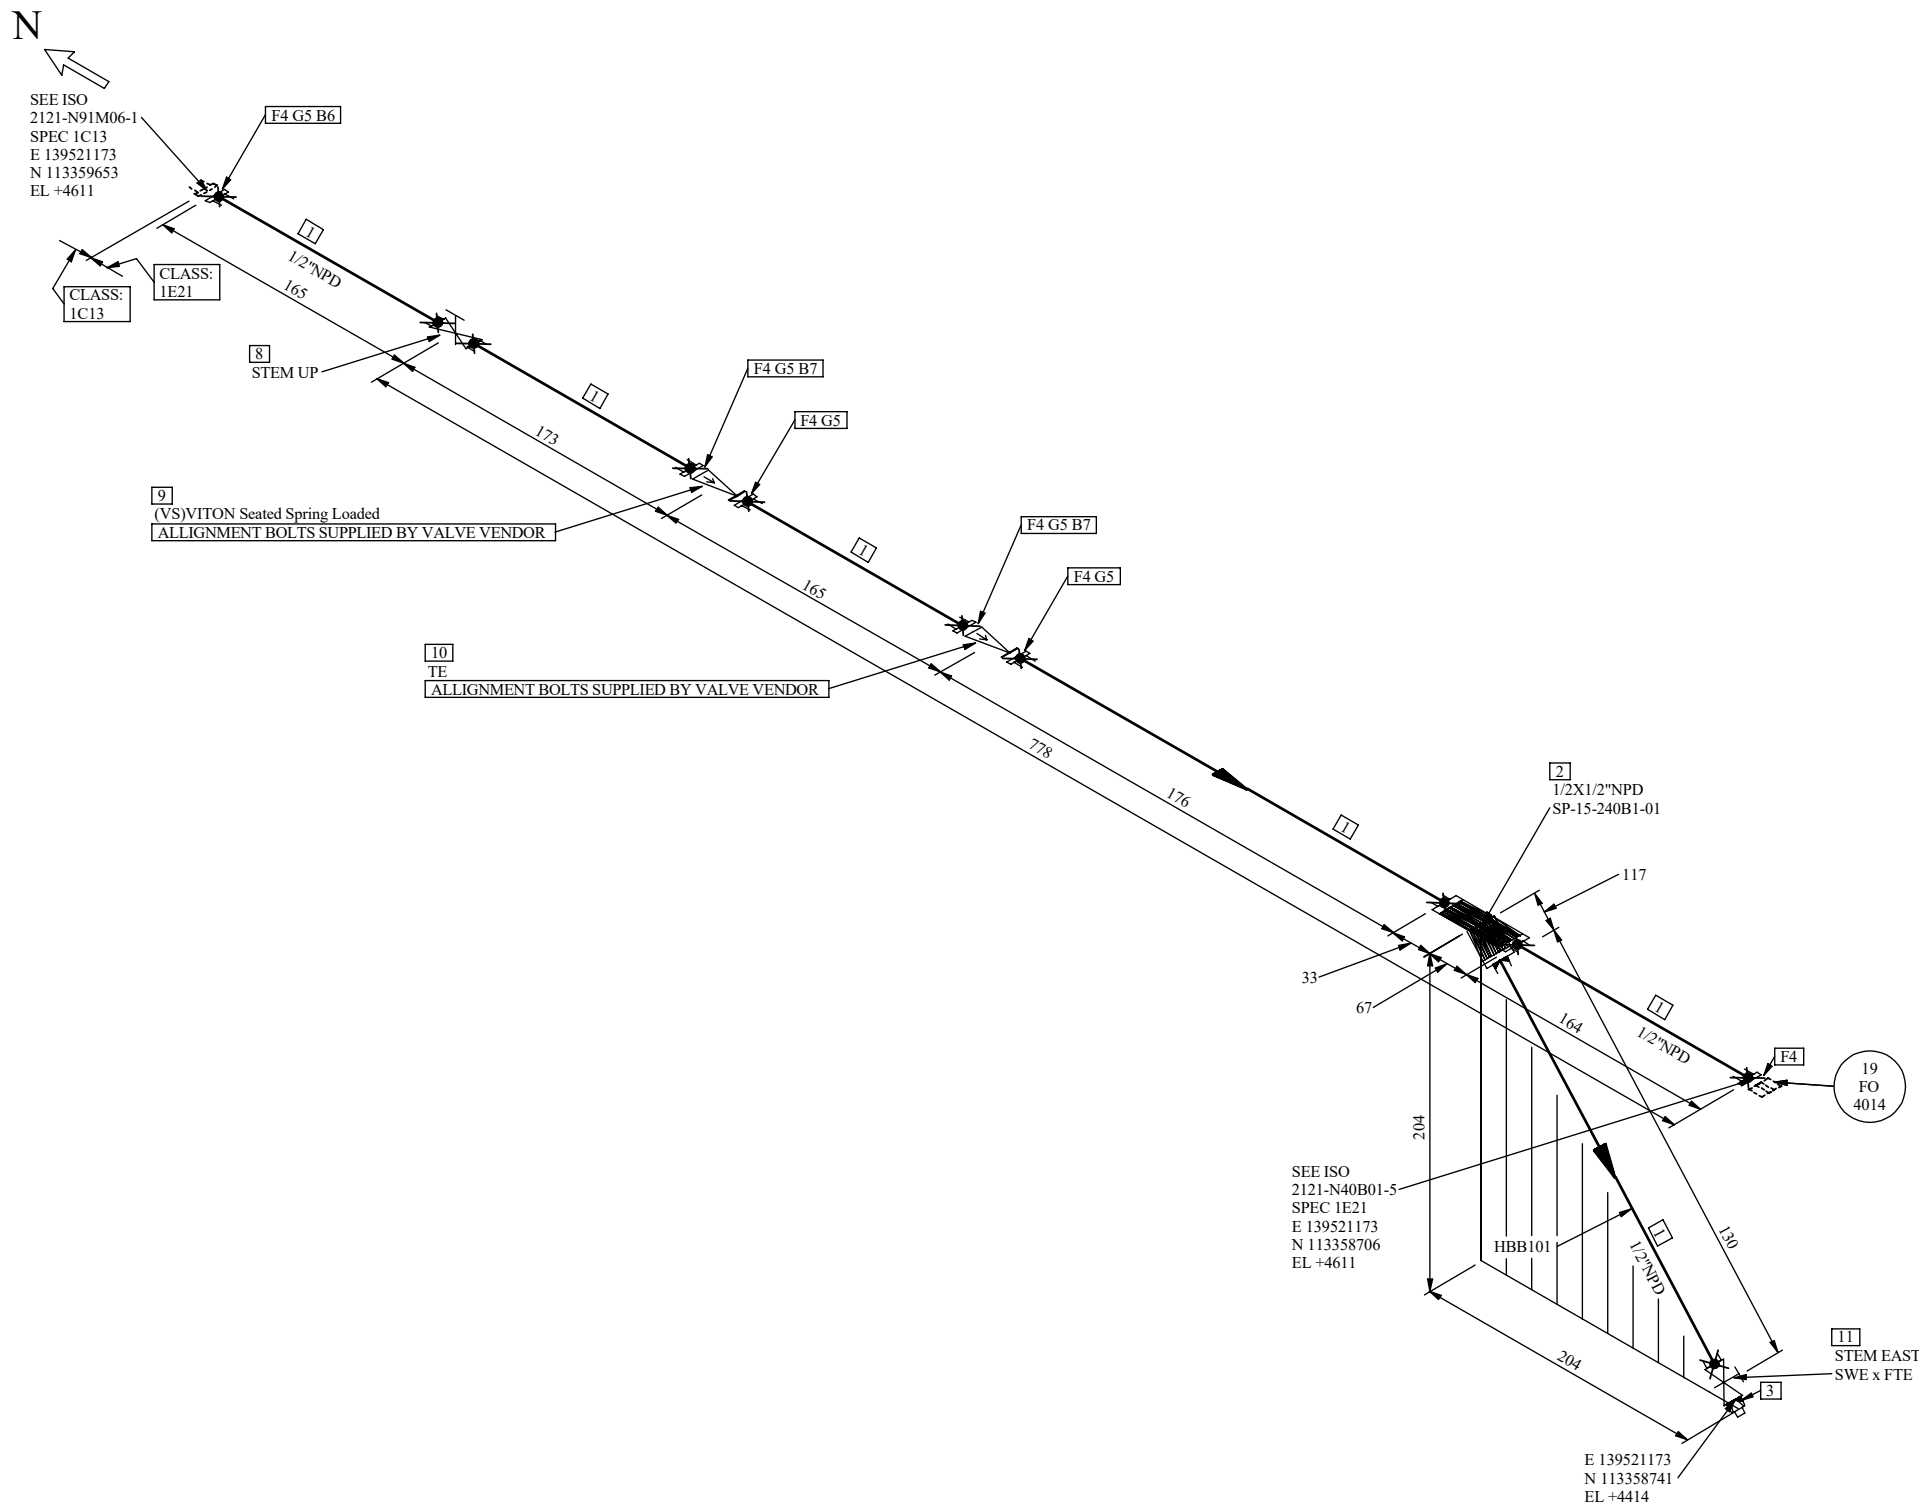 N
SEE ISO
2121-N91M06-1
SPEC 1C13
E 139521173
N 113359653
EL +4611
F4 G5 B6
CLASS:
1C13
CLASS:
1E21
1
1/2"NPD
165
8
STEM UP
1
173
F4 G5 B7
F4 G5
9
(VS)VITON Seated Spring Loaded
ALLIGNMENT BOLTS SUPPLIED BY VALVE VENDOR
1
165
F4 G5 B7
F4 G5
10
TE
ALLIGNMENT BOLTS SUPPLIED BY VALVE VENDOR
778
176
1
2
1/2X1/2"NPD
SP-15-240B1-01
117
33
67
164
1
1/2"NPD
F4
19
FO
4014
204
SEE ISO
2121-N40B01-5
SPEC 1E21
E 139521173
N 113358706
EL +4611
HBB101
1
1/2"NPD
130
204
11
STEM EAST
SWE x FTE
3
E 139521173
N 113358741
EL +4414